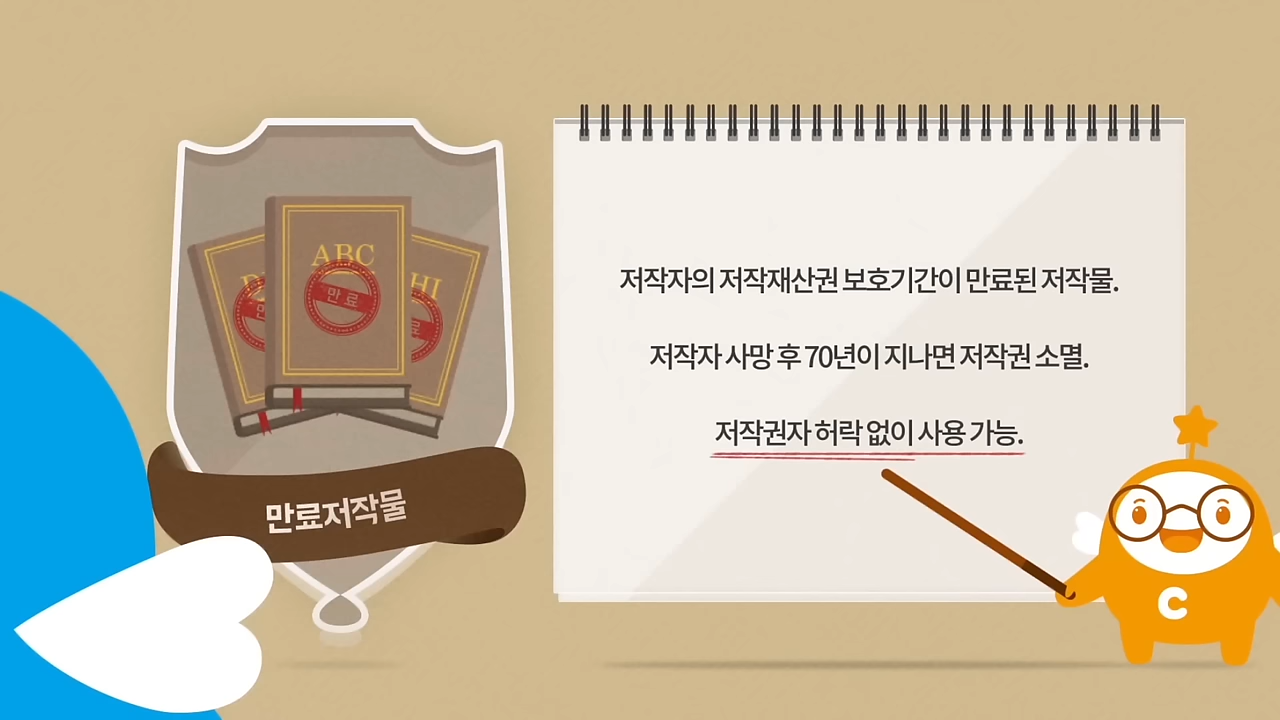 ABC
HI
만료
만료저작물
저작자의 저작재산권 보호기간이 만료된 저작물.
저작자 사망 후 70년이 지나면 저작권 소멸.
저작권자 허락 없이 사용 가능.
C